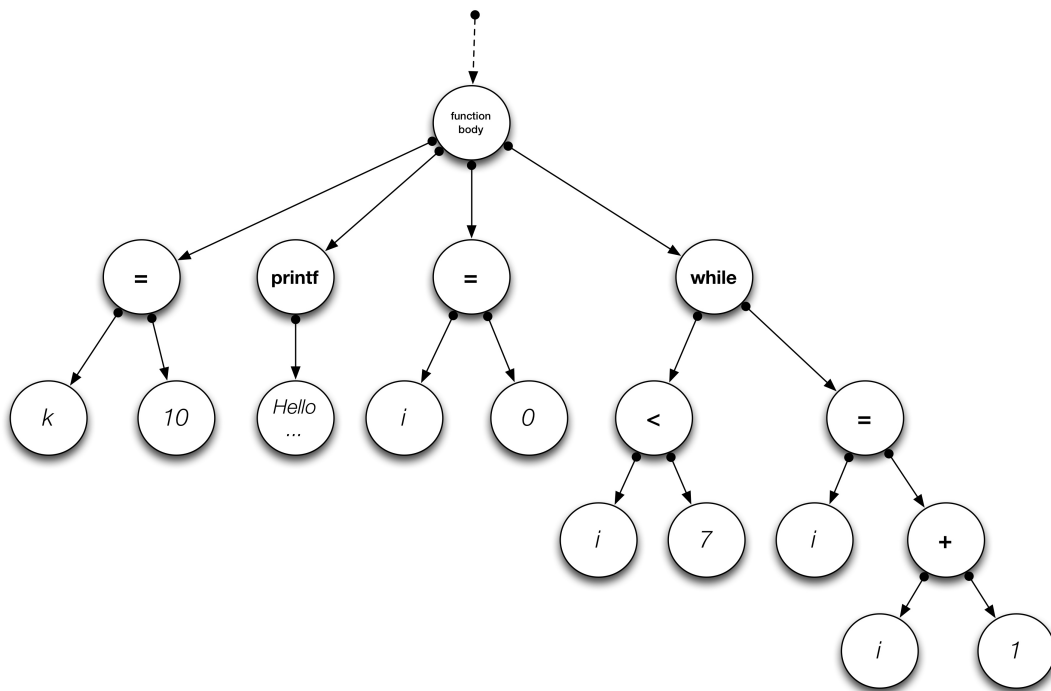 function
body
=
printf
=
while
k
10
Hello
...
i
0
<
=
i
7
i
+
i
1